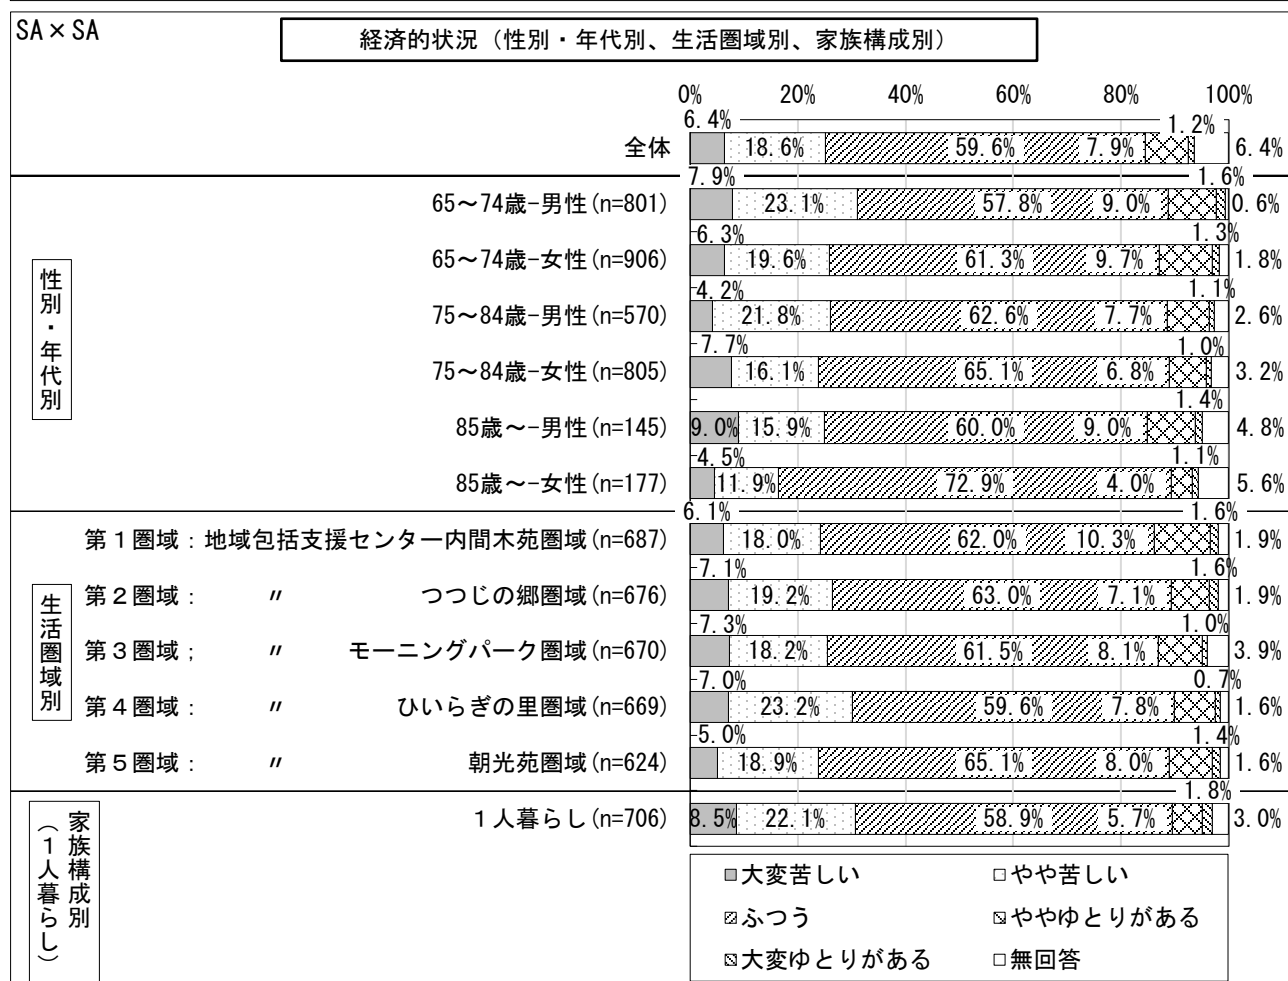 SA×SA
経済的状況（性別・年代別、生活圏域別、家族構成別）
0% 20% 40% 60% 80% 100%
6.4% 1.2%
全体 18.6% 59.6% 7.9% 6.4%
7.9% 1.6%
65～74歳-男性(n=801) 23.1% 57.8% 9.0% 0.6%
6.3% 1.3%
65～74歳-女性(n=906) 19.6% 61.3% 9.7% 1.8%
4.2% 1.1%
75～84歳-男性(n=570) 21.8% 62.6% 7.7% 2.6%
7.7% 1.0%
75～84歳-女性(n=805) 16.1% 65.1% 6.8% 3.2%
1.4%
85歳～-男性(n=145) 9.0% 15.9% 60.0% 9.0% 4.8%
4.5% 1.1%
85歳～-女性(n=177) 11.9% 72.9% 4.0% 5.6%
性別・年代別
6.1% 1.6%
第１圏域：地域包括支援センター内間木苑圏域(n=687) 18.0% 62.0% 10.3% 1.9%
7.1% 1.6%
第２圏域： 〃 つつじの郷圏域(n=676) 19.2% 63.0% 7.1% 1.9%
7.3% 1.0%
第３圏域； 〃 モーニングパーク圏域(n=670) 18.2% 61.5% 8.1% 3.9%
7.0% 0.7%
第４圏域： 〃 ひいらぎの里圏域(n=669) 23.2% 59.6% 7.8% 1.6%
5.0% 1.4%
第５圏域： 〃 朝光苑圏域(n=624) 18.9% 65.1% 8.0% 1.6%
生活圏域別
1.8%
１人暮らし(n=706) 8.5% 22.1% 58.9% 5.7% 3.0%
家族構成別
（１人暮らし）
大変苦しい やや苦しい
ふつう ややゆとりがある
大変ゆとりがある 無回答